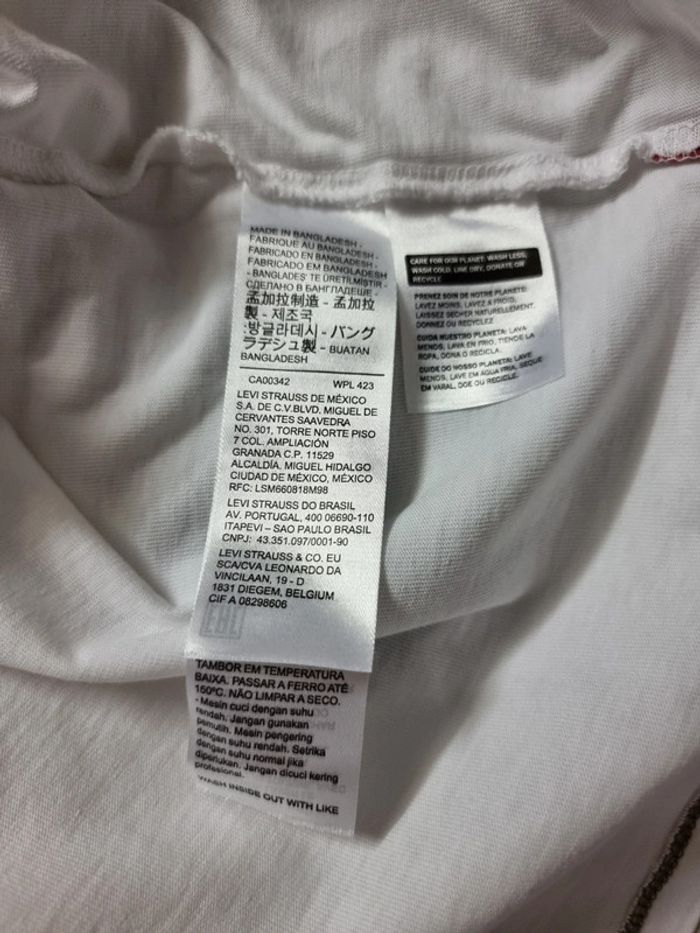 MADE IN BANGLADESH -
FABRIQUE AU BANGLADESH -
FABRICADO EN BANGLADESH -
FABRICADO EM BANGLADESH
- BANGLADES' TE ÜRETİLMİŞTİR -
СДЕЛАНО В БАНГЛАДЕШЕ -
孟加拉制造 - 孟加拉
製 - 제조국
:방글라데시 - バング
ラデシュ製 - BUATAN
BANGLADESH
CA00342 WPL 423
LEVI STRAUSS DE MÉXICO
S.A. DE C.V.BLVD. MIGUEL DE
CERVANTES SAAVEDRA
NO. 301, TORRE NORTE PISO
7 COL. AMPLIACIÓN
GRANADA C.P. 11529
ALCALDÍA. MIGUEL HIDALGO
CIUDAD DE MÉXICO, MÉXICO
RFC: LSM660818M98
LEVI STRAUSS DO BRASIL
AV. PORTUGAL, 400 06690-110
ITAPEVI – SAO PAULO BRASIL
CNPJ: 43.351.097/0001-90
LEVI STRAUSS & CO. EU
SCA/CVA LEONARDO DA
VINCILAAN, 19 - D
1831 DIEGEM, BELGIUM
CIF A 08298606
TAMBOR EM TEMPERATURA
BAIXA. PASSAR A FERRO ATÉ
150ºC. NÃO LIMPAR A SECO.
- Mesin cuci dengan suhu
rendah. Jangan gunakan
pemutih. Mesin pengering
dengan suhu rendah. Setrika
dengan suhu normal jika
diperlukan. Jangan dicuci kering
profesional.
WASH INSIDE OUT WITH LIKE
CARE FOR OUR PLANET: WASH LESS,
WASH COLD, LINE DRY, DONATE OR
RECYCLE
PRENEZ SOIN DE NOTRE PLANETE:
LAVEZ MOINS, LAVEZ A FROID,
LAISSEZ SECHER NATURELLEMENT,
DONNEZ OU RECYCLEZ
CUIDA NUESTRO PLANETA: LAVA
MENOS, LAVA EN FRIO, TIENDE LA
ROPA, DONA O RECICLA.
CUIDE DO NOSSO PLANETA: LAVE
MENOS, LAVE EM AGUA FRIA, SEQUE
EM VARAL, DOE OU RECICLE.